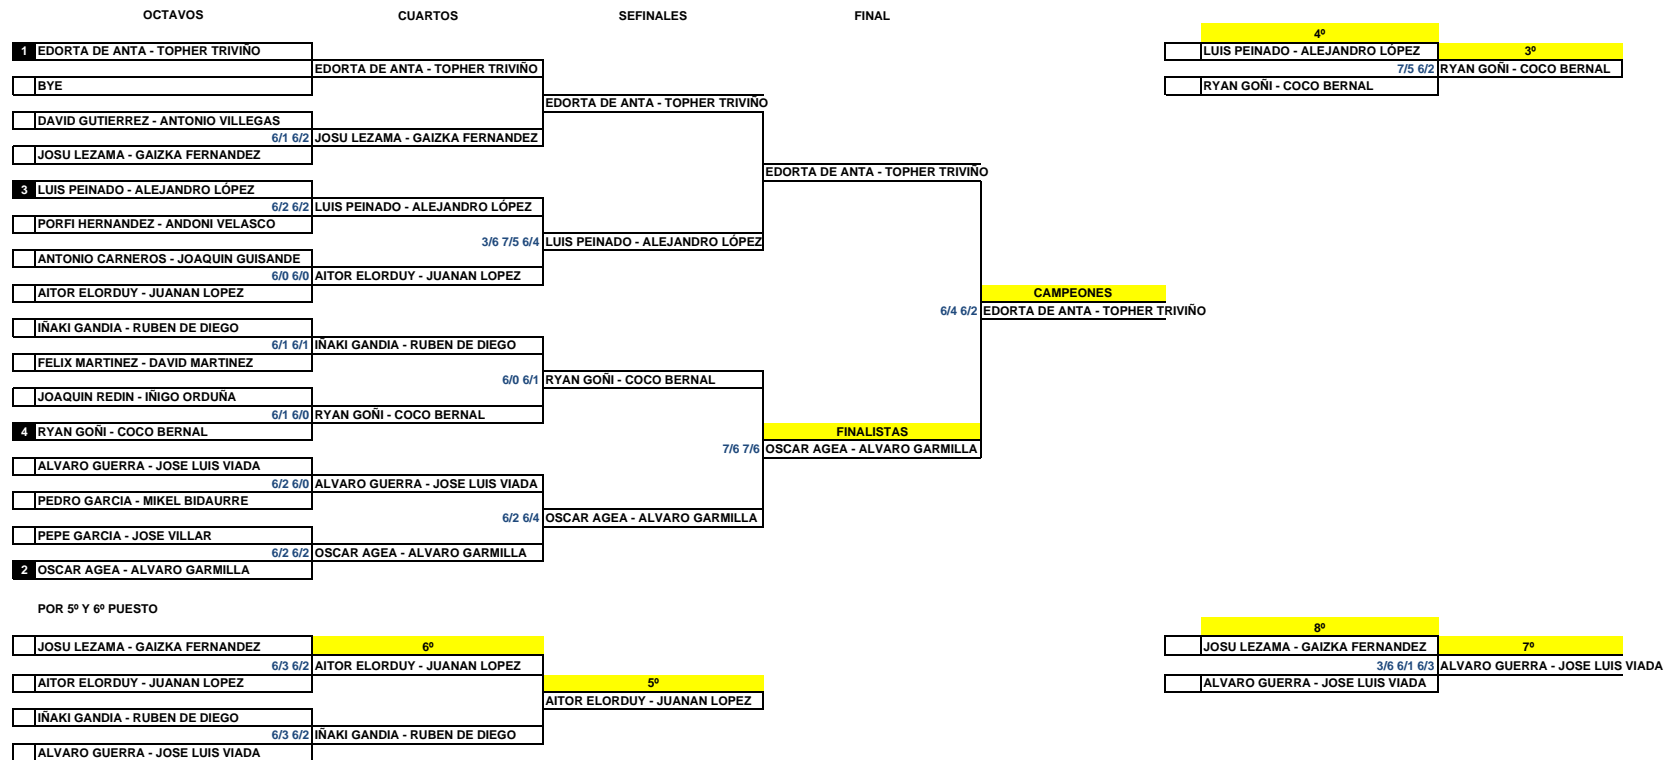 OCTAVOS CUARTOS SEFINALES FINAL
4º
1 EDORTA DE ANTA - TOPHER TRIVIÑO LUIS PEINADO - ALEJANDRO LÓPEZ 3º
EDORTA DE ANTA - TOPHER TRIVIÑO 7/5 6/2 RYAN GOÑI - COCO BERNAL
BYE RYAN GOÑI - COCO BERNAL
EDORTA DE ANTA - TOPHER TRIVIÑO
DAVID GUTIERREZ - ANTONIO VILLEGAS
6/1 6/2 JOSU LEZAMA - GAIZKA FERNANDEZ
JOSU LEZAMA - GAIZKA FERNANDEZ
EDORTA DE ANTA - TOPHER TRIVIÑO
3 LUIS PEINADO - ALEJANDRO LÓPEZ
6/2 6/2 LUIS PEINADO - ALEJANDRO LÓPEZ
PORFI HERNANDEZ - ANDONI VELASCO
3/6 7/5 6/4 LUIS PEINADO - ALEJANDRO LÓPEZ
ANTONIO CARNEROS - JOAQUIN GUISANDE
6/0 6/0 AITOR ELORDUY - JUANAN LOPEZ
AITOR ELORDUY - JUANAN LOPEZ CAMPEONES
6/4 6/2 EDORTA DE ANTA - TOPHER TRIVIÑO
IÑAKI GANDIA - RUBEN DE DIEGO
6/1 6/1 IÑAKI GANDIA - RUBEN DE DIEGO
FELIX MARTINEZ - DAVID MARTINEZ
6/0 6/1 RYAN GOÑI - COCO BERNAL
JOAQUIN REDIN - IÑIGO ORDUÑA
6/1 6/0 RYAN GOÑI - COCO BERNAL
4 RYAN GOÑI - COCO BERNAL FINALISTAS
7/6 7/6 OSCAR AGEA - ALVARO GARMILLA
ALVARO GUERRA - JOSE LUIS VIADA
6/2 6/0 ALVARO GUERRA - JOSE LUIS VIADA
PEDRO GARCIA - MIKEL BIDAURRE
6/2 6/4 OSCAR AGEA - ALVARO GARMILLA
PEPE GARCIA - JOSE VILLAR
6/2 6/2 OSCAR AGEA - ALVARO GARMILLA
2 OSCAR AGEA - ALVARO GARMILLA
POR 5º Y 6º PUESTO
8º
JOSU LEZAMA - GAIZKA FERNANDEZ 6º JOSU LEZAMA - GAIZKA FERNANDEZ 7º
6/3 6/2 AITOR ELORDUY - JUANAN LOPEZ 3/6 6/1 6/3 ALVARO GUERRA - JOSE LUIS VIADA
AITOR ELORDUY - JUANAN LOPEZ 5º ALVARO GUERRA - JOSE LUIS VIADA
AITOR ELORDUY - JUANAN LOPEZ
IÑAKI GANDIA - RUBEN DE DIEGO
6/3 6/2 IÑAKI GANDIA - RUBEN DE DIEGO
ALVARO GUERRA - JOSE LUIS VIADA